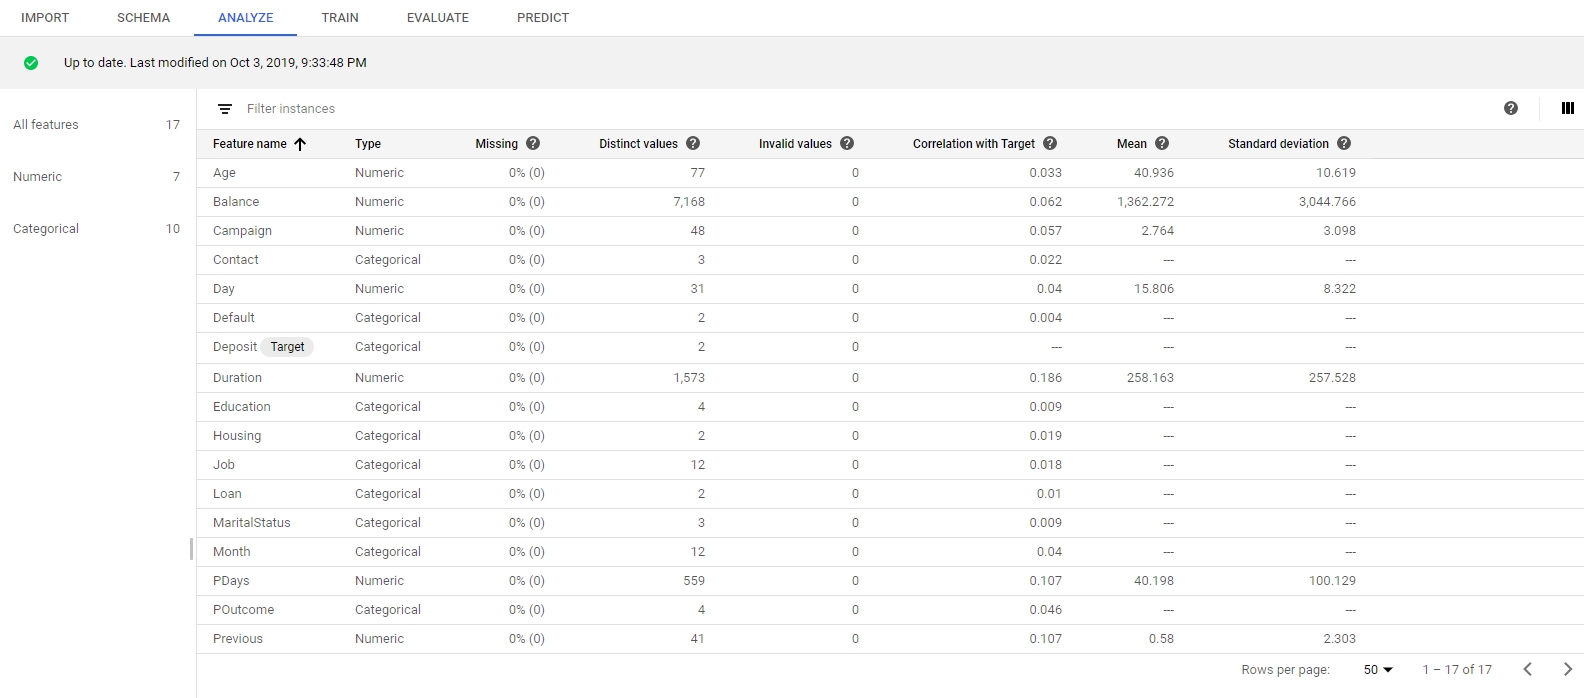 IMPORT SCHEMA ANALYZE TRAIN EVALUATE PREDICT
Up to date. Last modified on Oct 3, 2019, 9:33:48 PM
All features 17
Numeric 7
Categorical 10
Filter instances
Feature name Type Missing Distinct values Invalid values Correlation with Target Mean Standard deviation
Age Numeric 0% (0) 77 0 0.033 40.936 10.619
Balance Numeric 0% (0) 7,168 0 0.062 1,362.272 3,044.766
Campaign Numeric 0% (0) 48 0 0.057 2.764 3.098
Contact Categorical 0% (0) 3 0 0.022 --- ---
Day Numeric 0% (0) 31 0 0.04 15.806 8.322
Default Categorical 0% (0) 2 0 0.004 --- ---
Deposit Target Categorical 0% (0) 2 0 --- --- ---
Duration Numeric 0% (0) 1,573 0 0.186 258.163 257.528
Education Categorical 0% (0) 4 0 0.009 --- ---
Housing Categorical 0% (0) 2 0 0.019 --- ---
Job Categorical 0% (0) 12 0 0.018 --- ---
Loan Categorical 0% (0) 2 0 0.01 --- ---
MaritalStatus Categorical 0% (0) 3 0 0.009 --- ---
Month Categorical 0% (0) 12 0 0.04 --- ---
PDays Numeric 0% (0) 559 0 0.107 40.198 100.129
POutcome Categorical 0% (0) 4 0 0.046 --- ---
Previous Numeric 0% (0) 41 0 0.107 0.58 2.303
Rows per page: 50 1 – 17 of 17